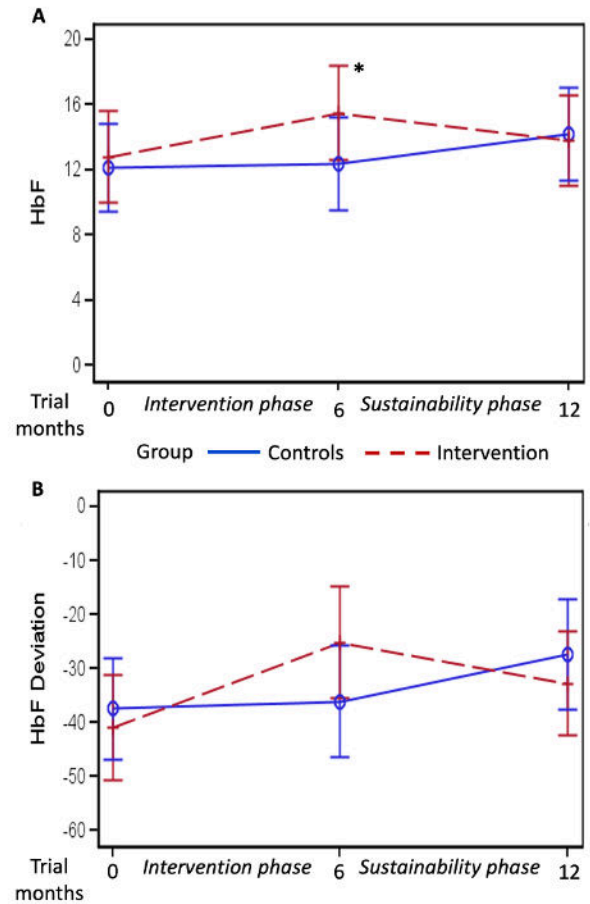 A
20
16
12
8
4
0
*
HbF
Trial months
0 Intervention phase 6 Sustainability phase 12
Group Controls Intervention
B
0
-10
-20
-30
-40
-50
-60
HbF Deviation
Trial months
0 Intervention phase 6 Sustainability phase 12